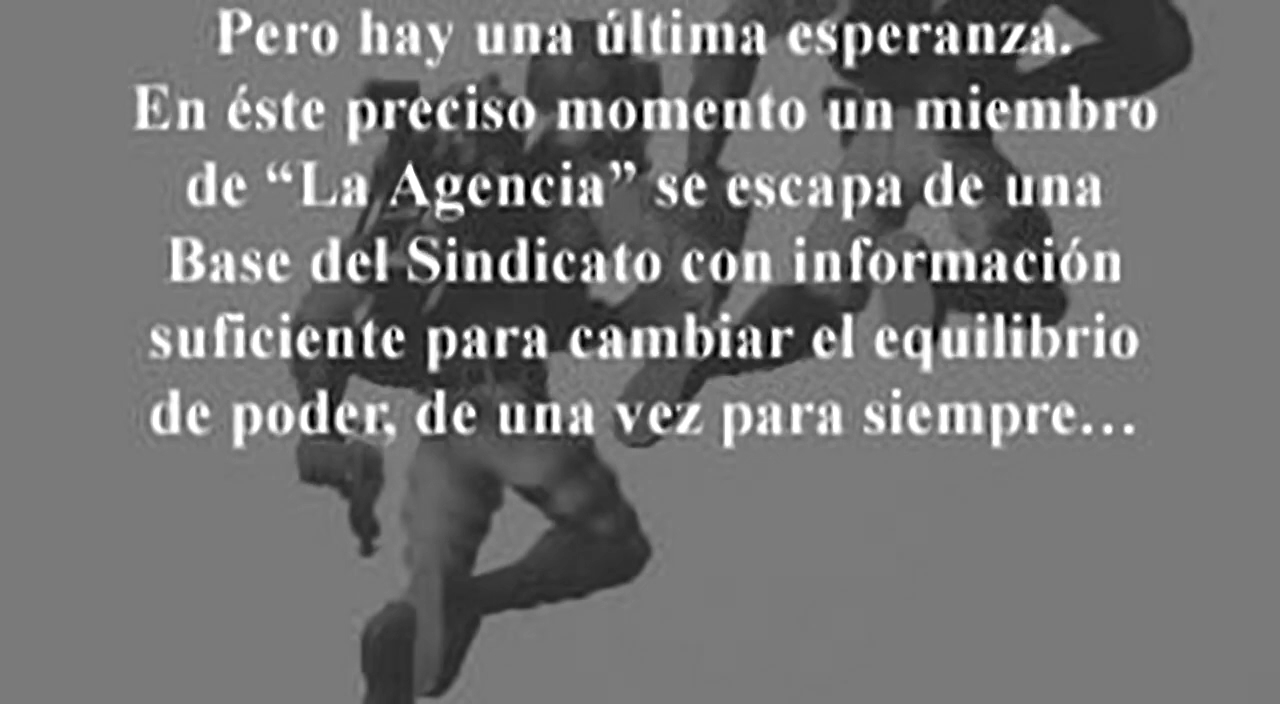 Pero hay una última esperanza.
En éste preciso momento un miembro
de “La Agencia” se escapa de una
Base del Sindicato con información
suficiente para cambiar el equilibrio
de poder, de una vez para siempre...